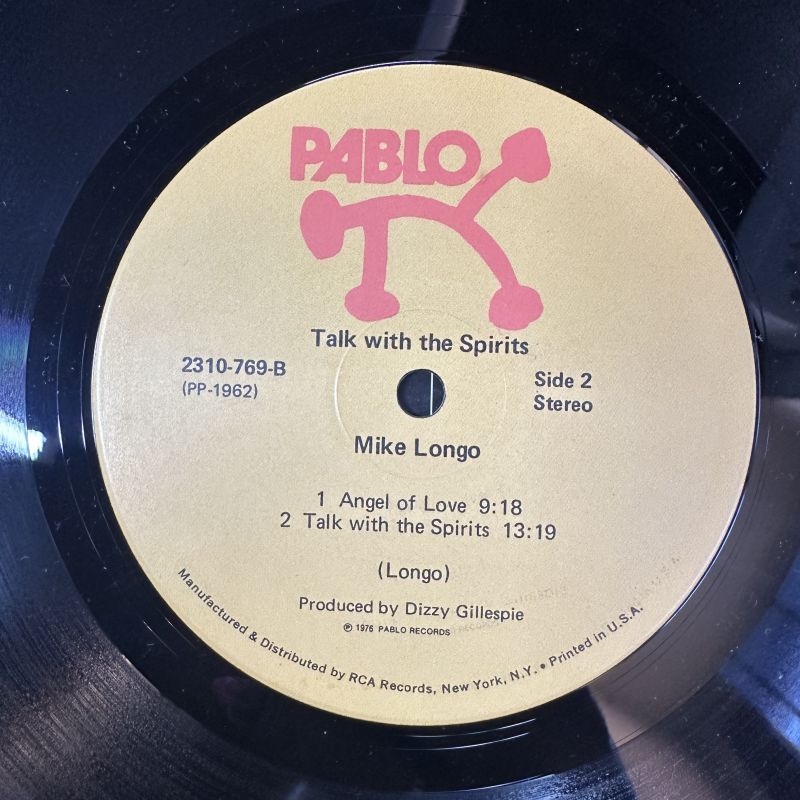 PABLO
Talk with the Spirits
2310-769-B
(PP-1962)
Side 2
Stereo
Mike Longo
1 Angel of Love 9:18
2 Talk with the Spirits 13:19
(Longo)
Produced by Dizzy Gillespie
℗ 1976 PABLO RECORDS
Manufactured & Distributed by RCA Records, New York, N.Y. • Printed in U.S.A.